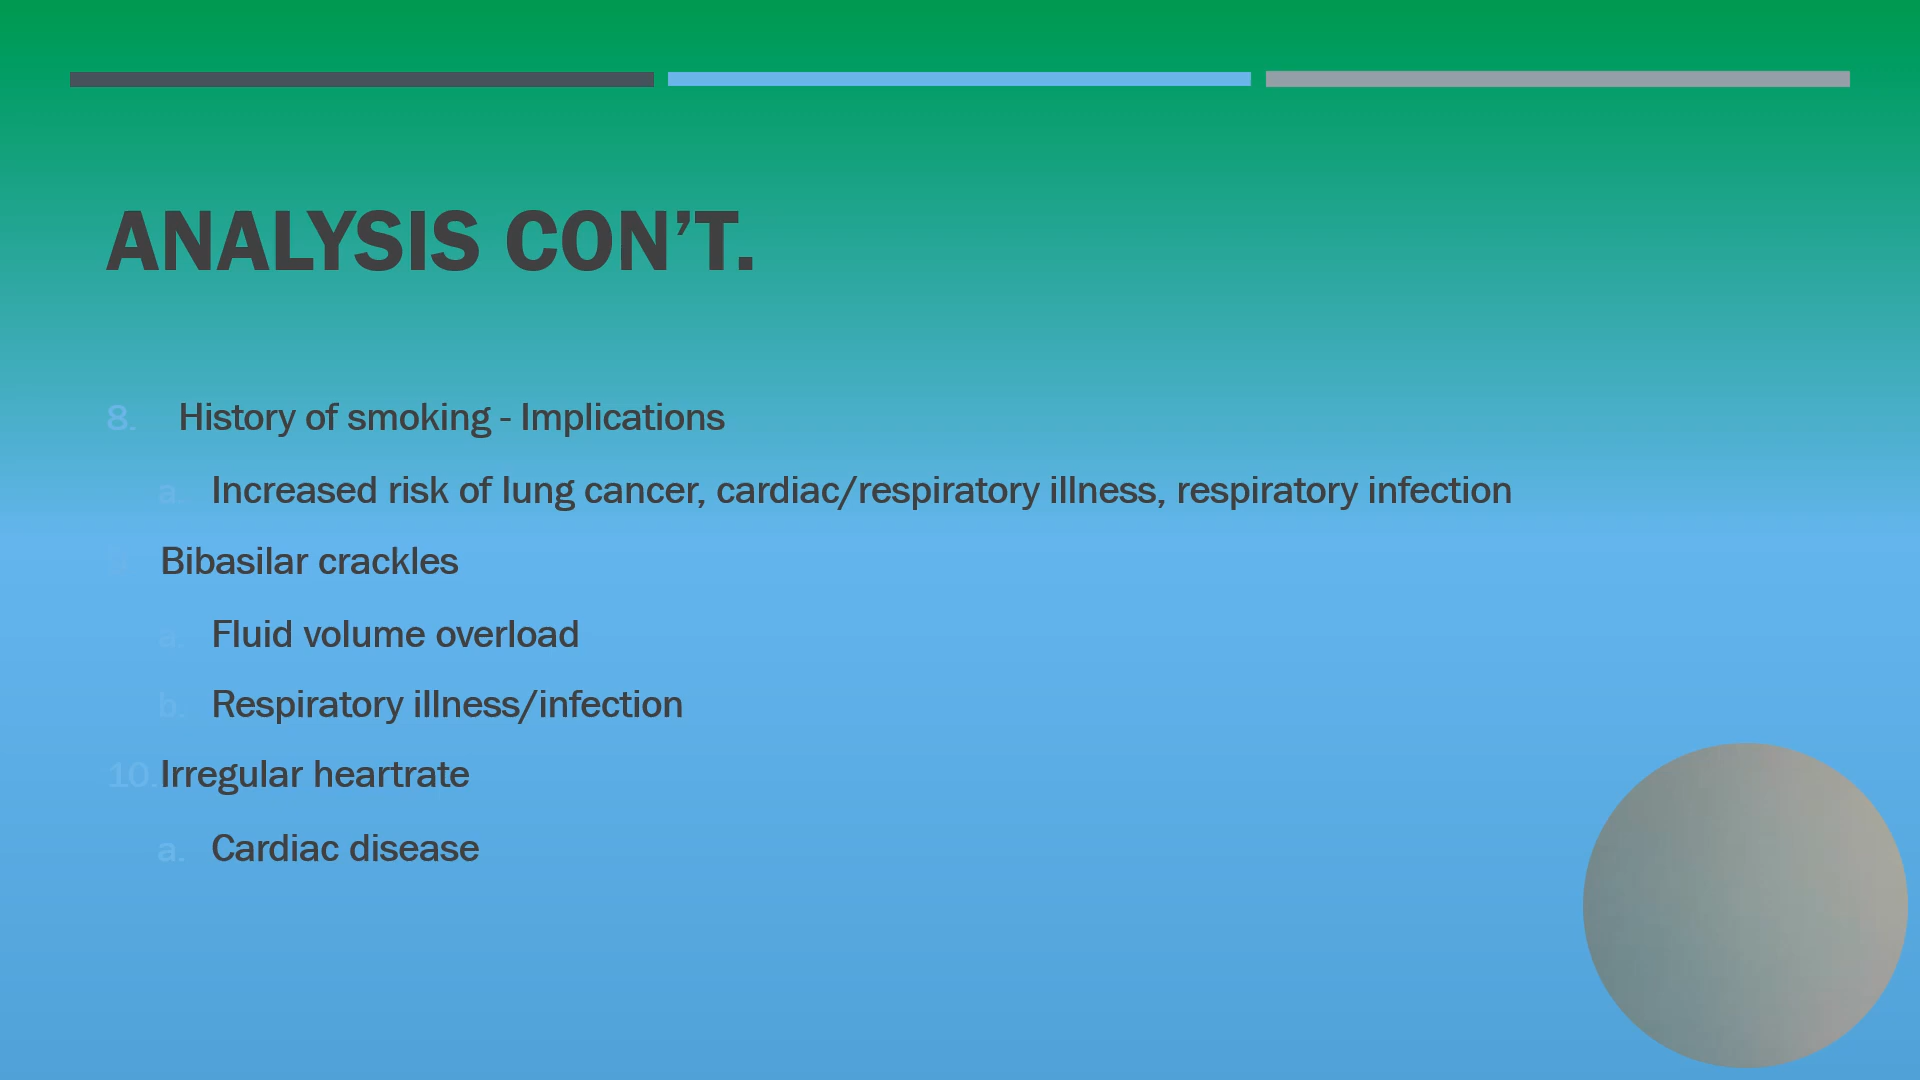 ANALYSIS CON’T.
8. History of smoking - Implications
a. Increased risk of lung cancer, cardiac/respiratory illness, respiratory infection
Bibasilar crackles
a. Fluid volume overload
b. Respiratory illness/infection
10. Irregular heartrate
a. Cardiac disease